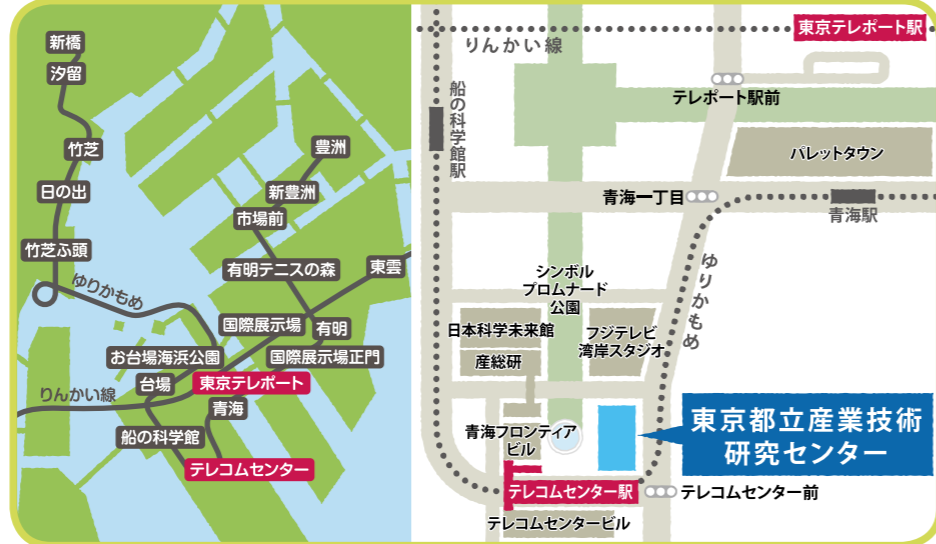 新橋
汐留
竹芝
日の出
竹芝ふ頭
ゆりかもめ
豊洲
新豊洲
市場前
有明テニスの森
東雲
国際展示場
有明
お台場海浜公園
国際展示場正門
台場
東京テレポート
りんかい線
青海
船の科学館
テレコムセンター
東京テレポート駅
りんかい線
船の科学館駅
テレポート駅前
パレットタウン
青海一丁目
青海駅
ゆりかもめ
シンボル
プロムナード
公園
日本科学未来館
産総研
フジテレビ
湾岸スタジオ
青海フロンティア
ビル
東京都立産業技術
研究センター
テレコムセンター駅
テレコムセンター前
テレコムセンタービル